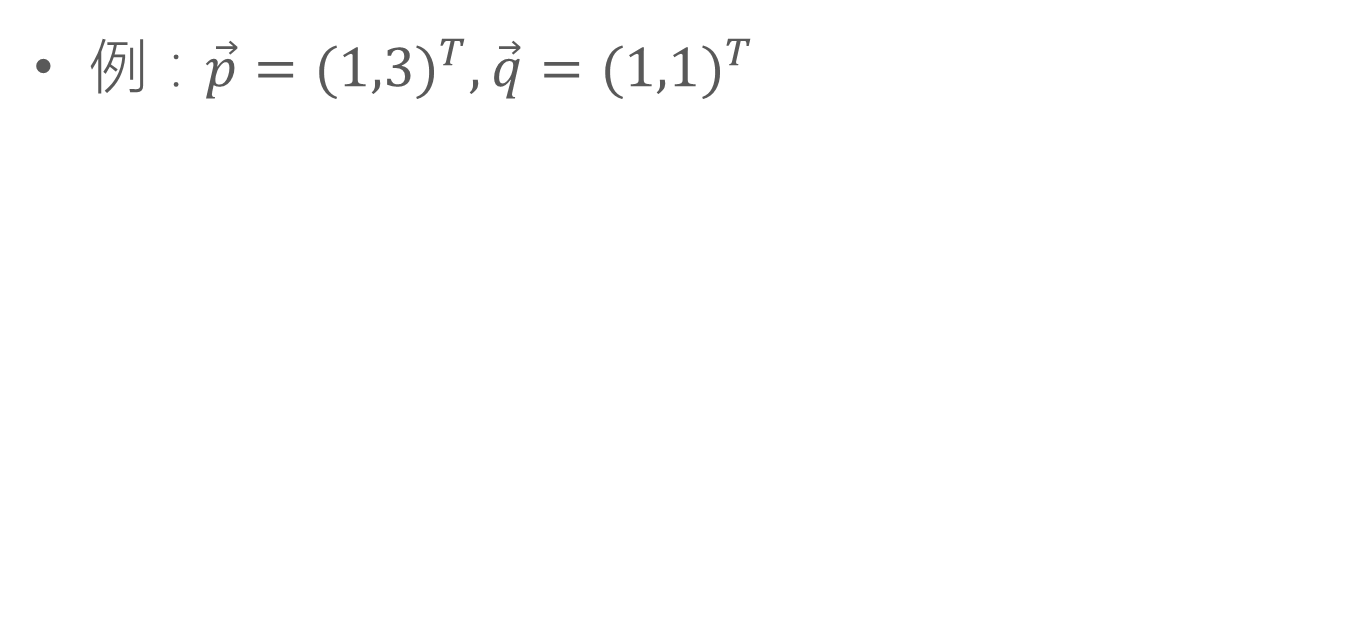 • 例：p⃗ = (1,3)ᵀ, q⃗ = (1,1)ᵀ